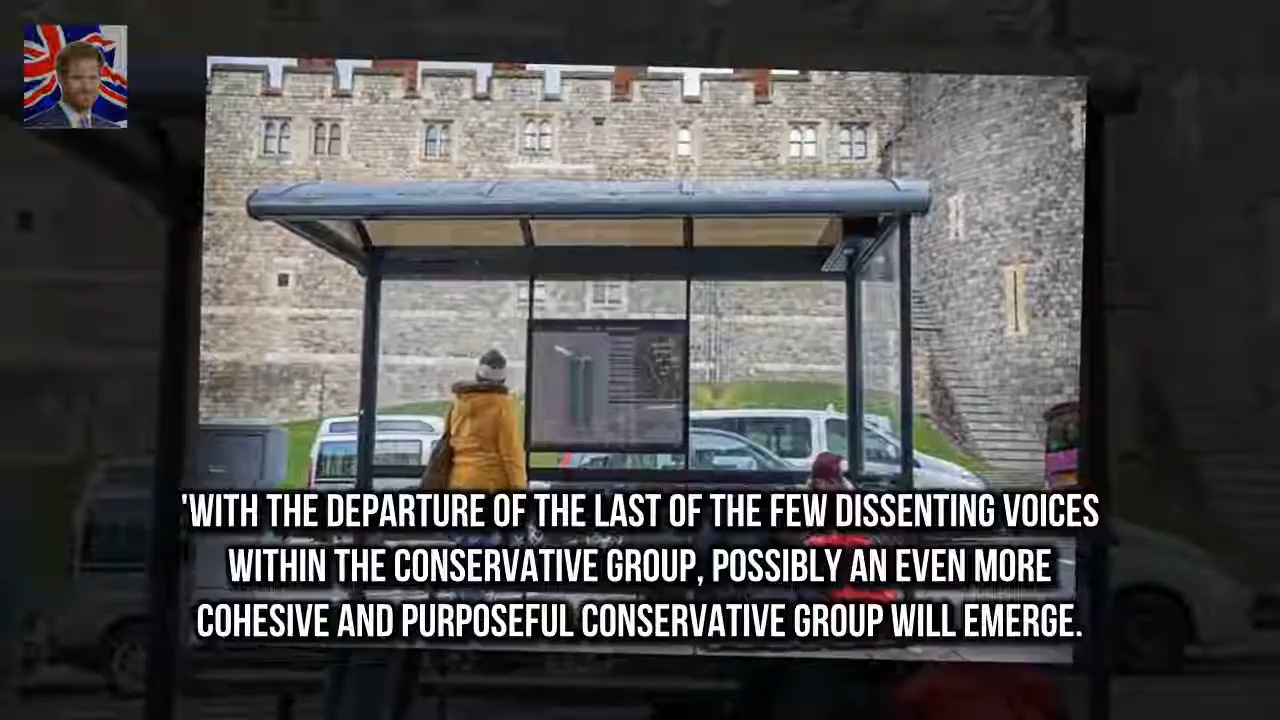 'WITH THE DEPARTURE OF THE LAST OF THE FEW DISSENTING VOICES
WITHIN THE CONSERVATIVE GROUP, POSSIBLY AN EVEN MORE
COHESIVE AND PURPOSEFUL CONSERVATIVE GROUP WILL EMERGE.